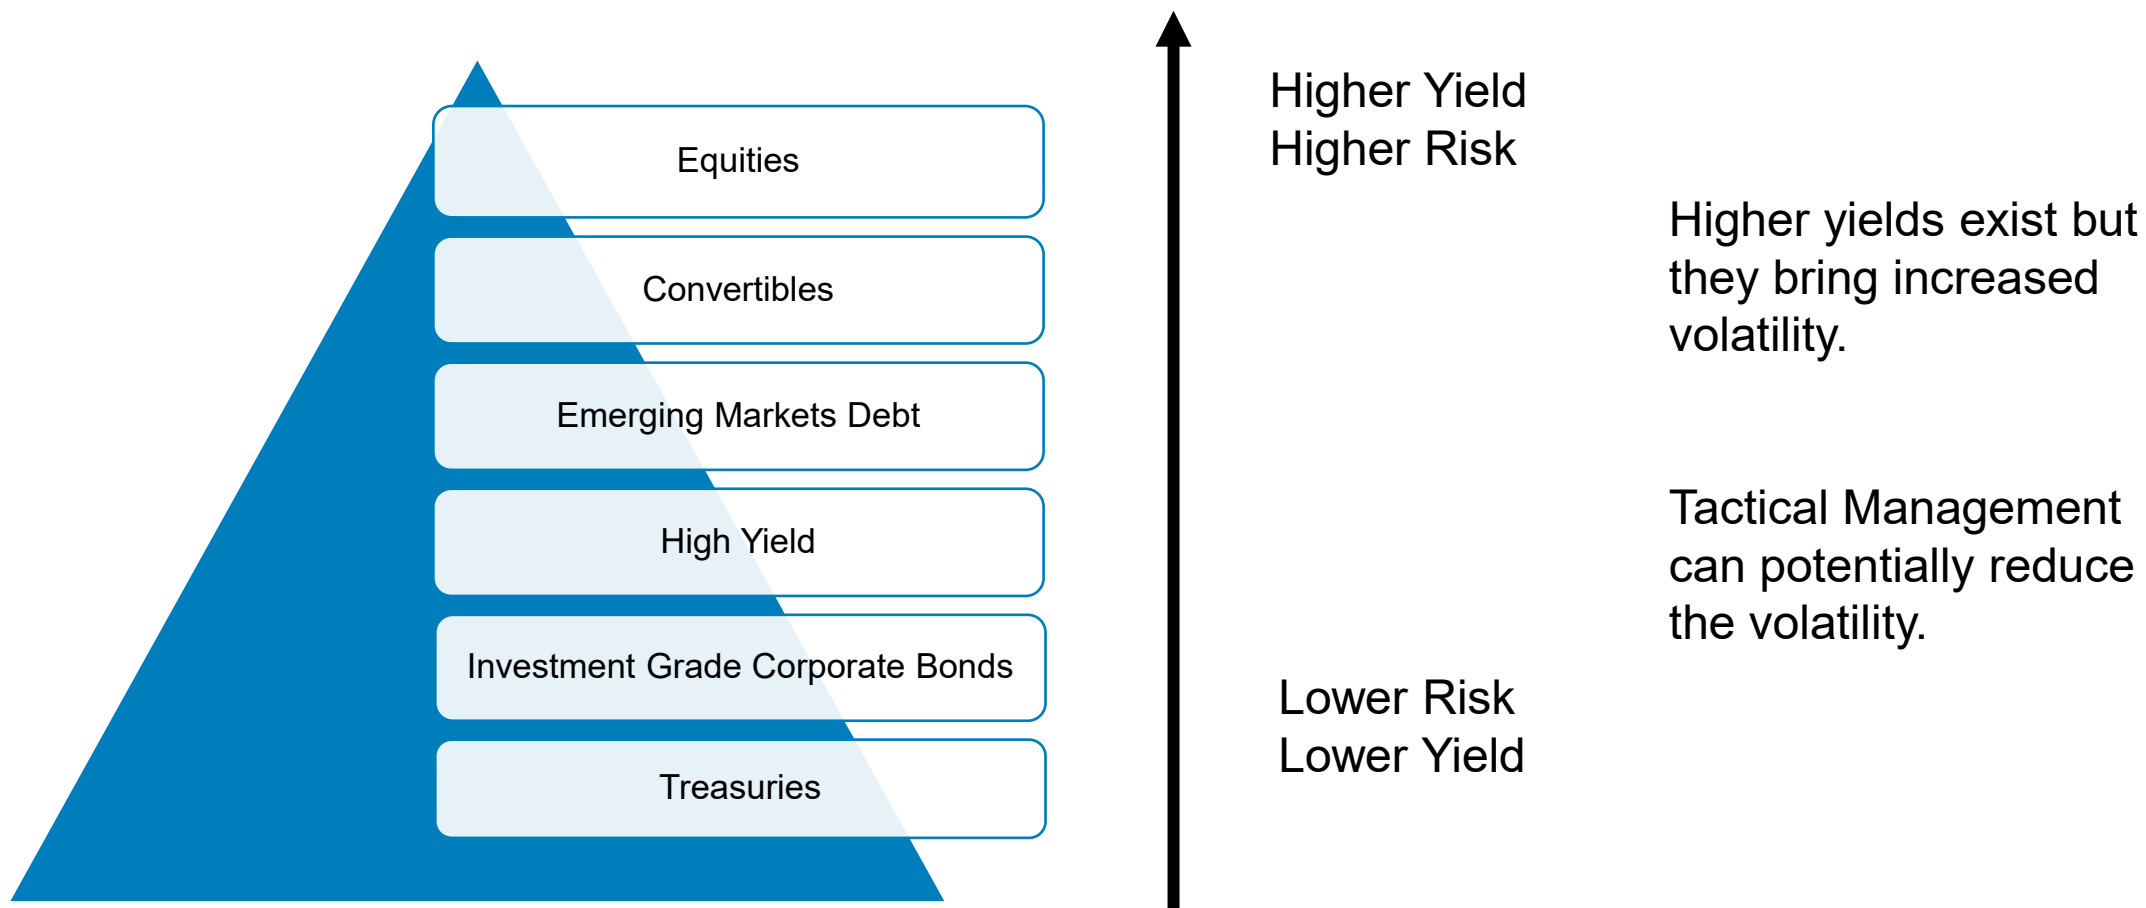 Equities
Convertibles
Emerging Markets Debt
High Yield
Investment Grade Corporate Bonds
Treasuries
Higher Yield
Higher Risk
Lower Risk
Lower Yield
Higher yields exist but
they bring increased
volatility.
Tactical Management
can potentially reduce
the volatility.